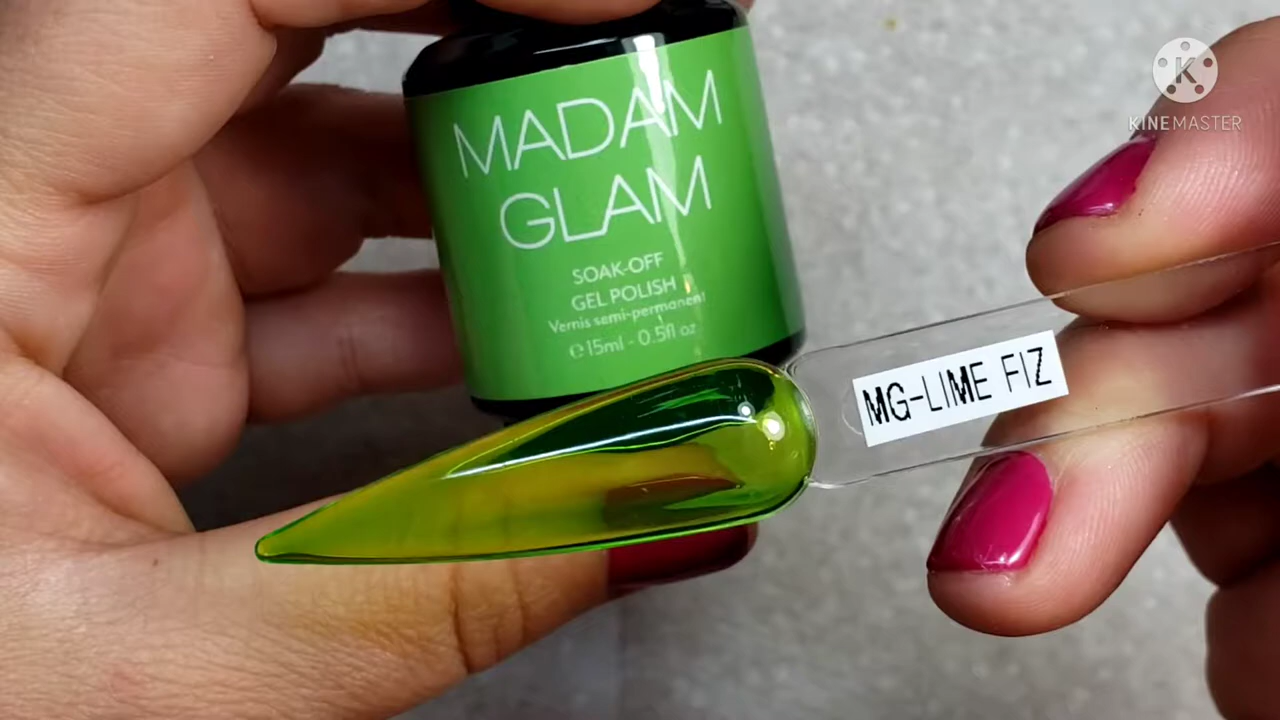 MADAM
GLAM
SOAK-OFF
GEL POLISH
Vernis semi-permanent
℮15ml - 0.5fl oz
MG-LIME FIZ
K
KINEMASTER